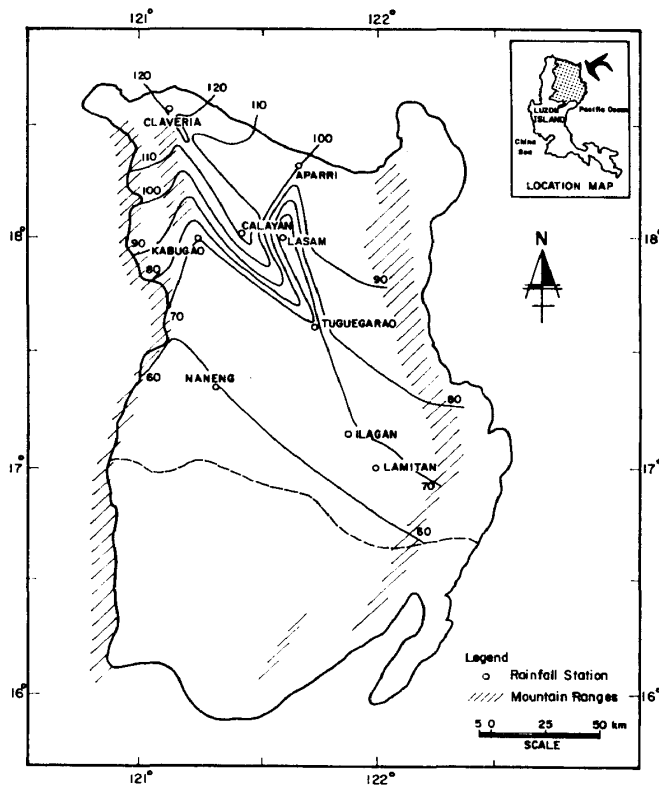 121°
122°
120
120
110
CLAVERIA
100
110
APARRI
100
CALAYAN
18°
LASAM
18°
90
KABUGAO
90
80
TUGUEGARAO
70
60
NANENG
80
ILAGAN
17°
LAMITAN
17°
70
60
16°
16°
121°
122°
LUZON
ISLAND
Pacific Ocean
China
Sea
LOCATION MAP
N
Legend
Rainfall Station
Mountain Ranges
5 0 25 50 km
SCALE